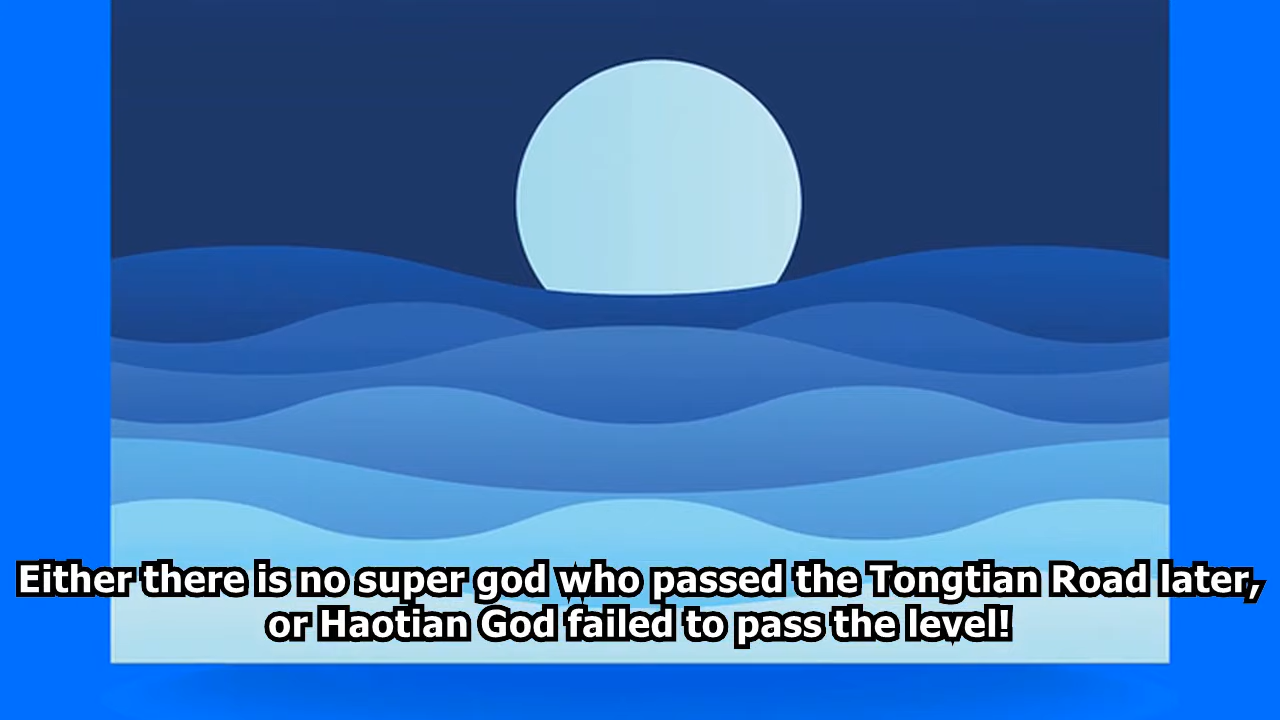 Either there is no super god who passed the Tongtian Road later,
or Haotian God failed to pass the level!